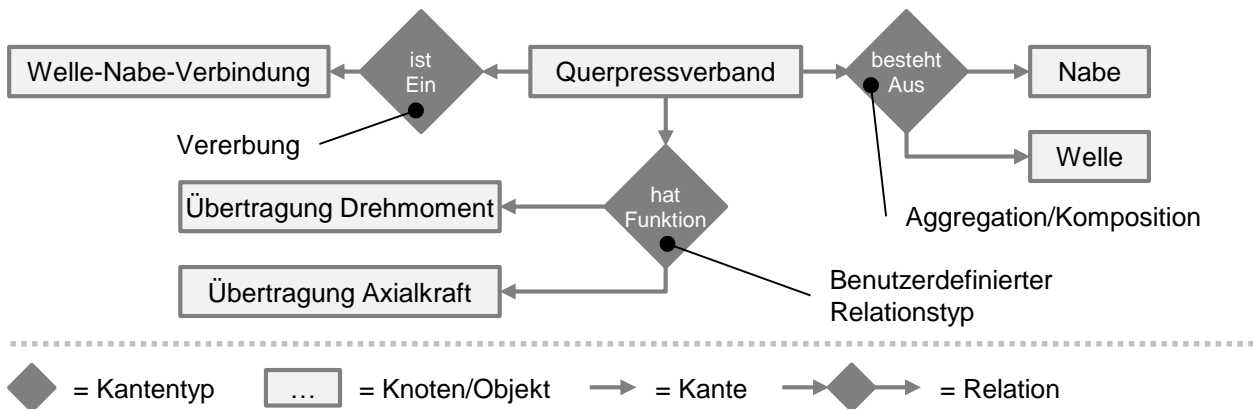 Welle-Nabe-Verbindung
ist
Ein
Querpressverband
besteht
Aus
Nabe
Welle
Vererbung
Übertragung Drehmoment
hat
Funktion
Aggregation/Komposition
Übertragung Axialkraft
Benutzerdefinierter
Relationstyp
= Kantentyp
... = Knoten/Objekt
= Kante
= Relation